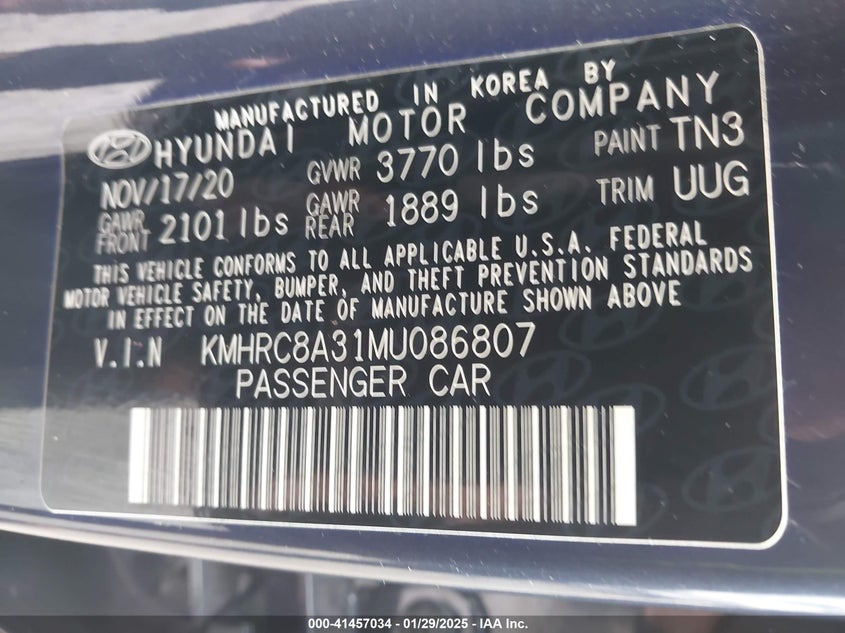 MANUFACTURED IN KOREA BY
HYUNDAI MOTOR COMPANY
NOV/17/20 GVWR 3770 lbs PAINT TN3
GAWR FRONT 2101 lbs GAWR REAR 1889 lbs TRIM UUG
THIS VEHICLE CONFORMS TO ALL APPLICABLE U.S.A. FEDERAL
MOTOR VEHICLE SAFETY, BUMPER, AND THEFT PREVENTION STANDARDS
IN EFFECT ON THE DATE OF MANUFACTURE SHOWN ABOVE
V.I.N KMHRC8A31MU086807
PASSENGER CAR
000-41457034 - 01/29/2025 - IAA Inc.